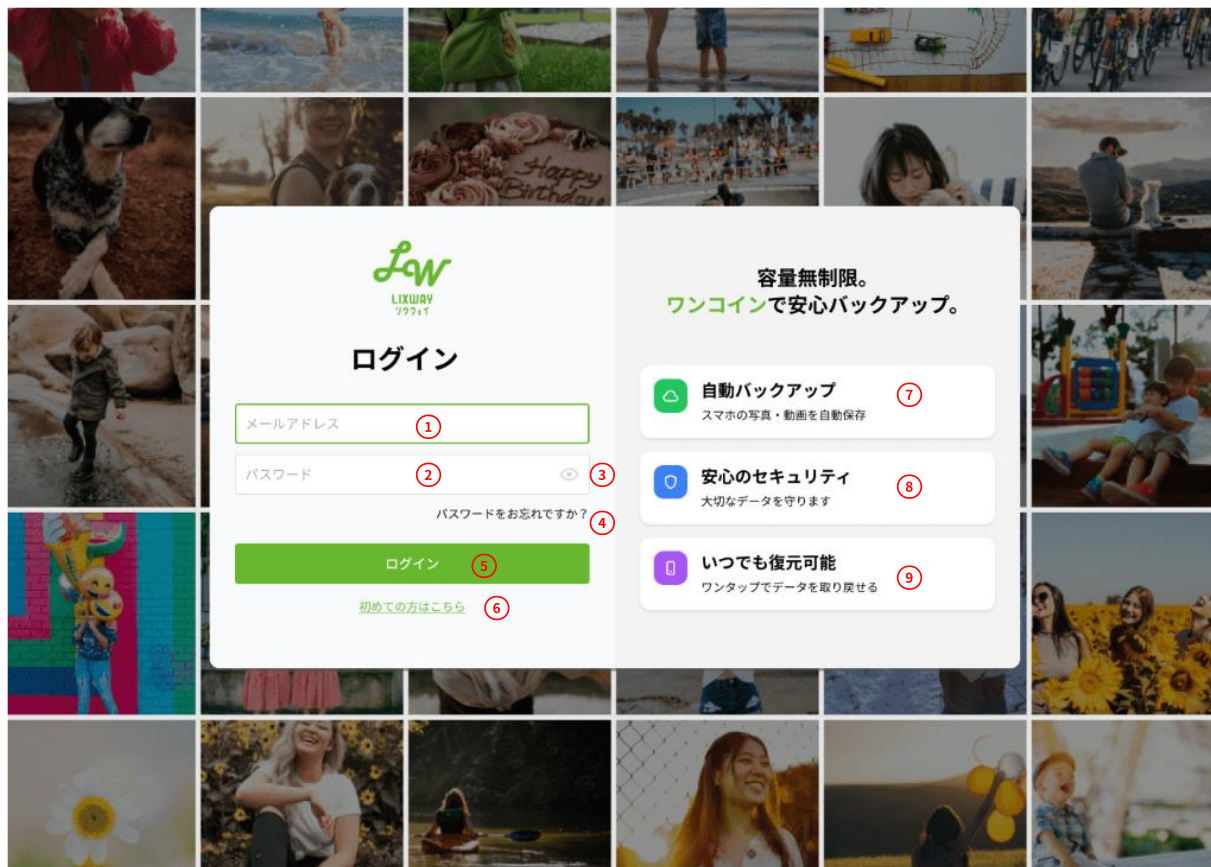 Happy
Birthday
LW
LIXWAY
リクウェイ
ログイン
メールアドレス ①
パスワード ② ③
パスワードをお忘れですか？ ④
ログイン ⑤
初めての方はこちら ⑥
容量無制限。
ワンコインで安心バックアップ。
自動バックアップ ⑦
スマホの写真・動画を自動保存
安心のセキュリティ ⑧
大切なデータを守ります
いつでも復元可能 ⑨
ワンタップでデータを取り戻せる